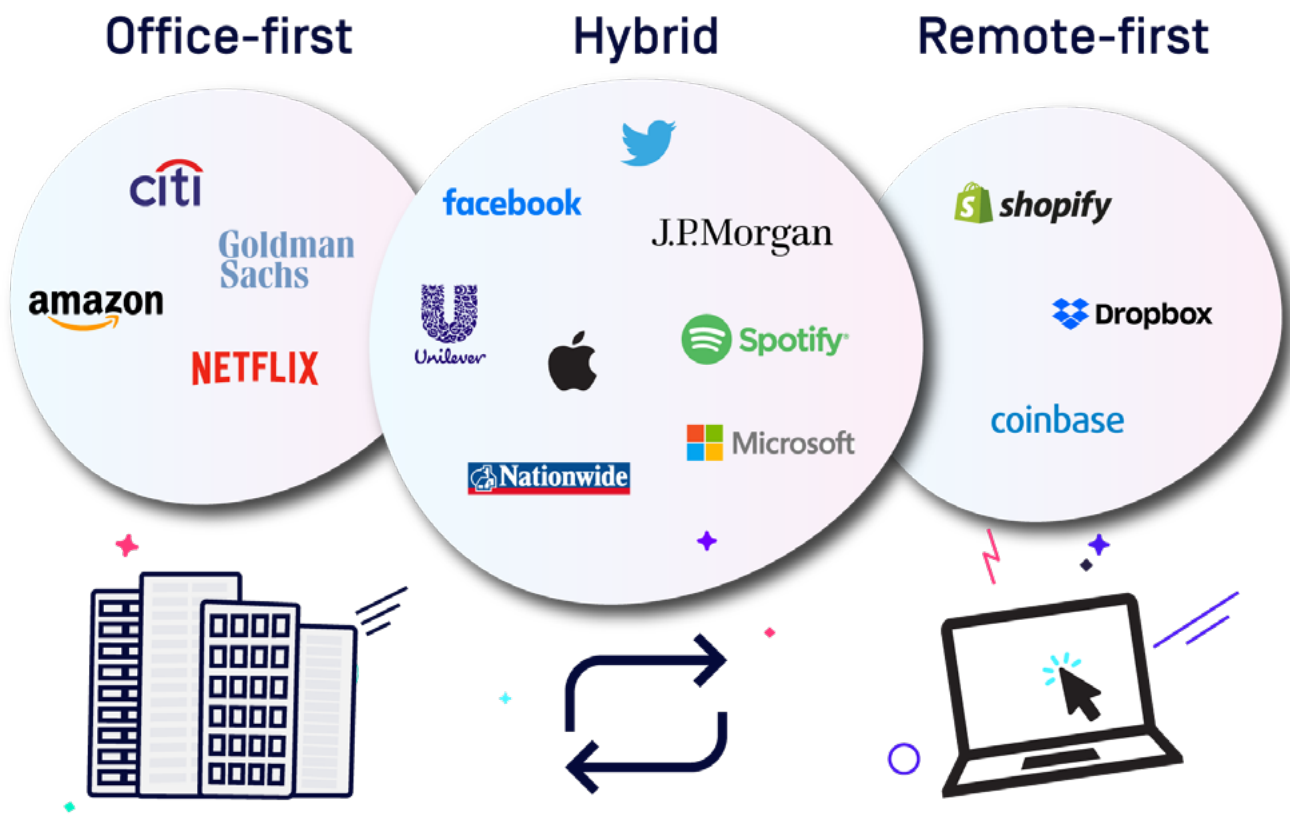 Office-first
Hybrid
Remote-first
citi
Goldman
Sachs
amazon
NETFLIX
facebook
J.P.Morgan
Unilever
Spotify®
Microsoft
Nationwide
shopify
Dropbox
coinbase